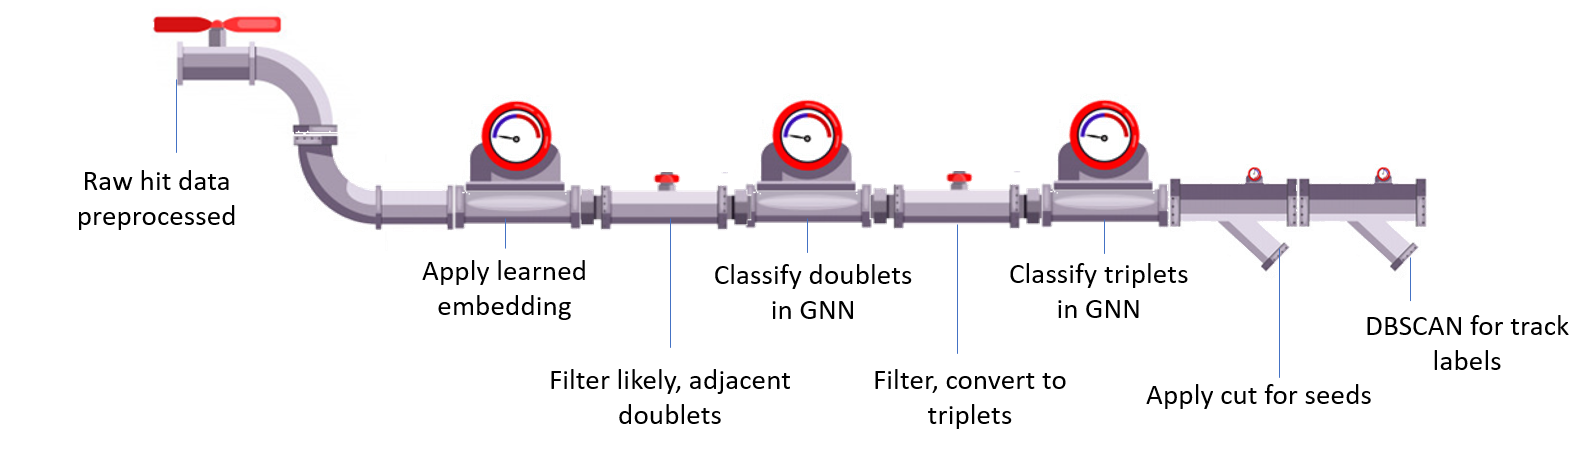 Raw hit data
preprocessed
Apply learned
embedding
Filter likely, adjacent
doublets
Classify doublets
in GNN
Filter, convert to
triplets
Classify triplets
in GNN
Apply cut for seeds
DBSCAN for track
labels